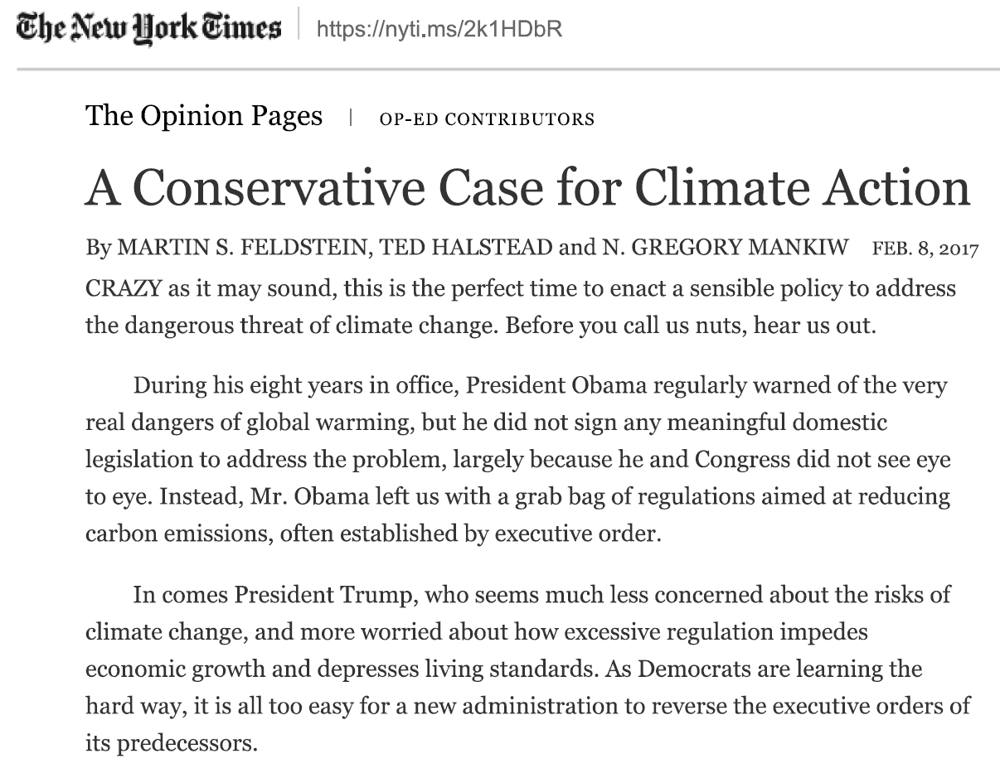 The New York Times | https://nyti.ms/2k1HDbR
The Opinion Pages | OP-ED CONTRIBUTORS
A Conservative Case for Climate Action
By MARTIN S. FELDSTEIN, TED HALSTEAD and N. GREGORY MANKIW FEB. 8, 2017
CRAZY as it may sound, this is the perfect time to enact a sensible policy to address
the dangerous threat of climate change. Before you call us nuts, hear us out.
During his eight years in office, President Obama regularly warned of the very
real dangers of global warming, but he did not sign any meaningful domestic
legislation to address the problem, largely because he and Congress did not see eye
to eye. Instead, Mr. Obama left us with a grab bag of regulations aimed at reducing
carbon emissions, often established by executive order.
In comes President Trump, who seems much less concerned about the risks of
climate change, and more worried about how excessive regulation impedes
economic growth and depresses living standards. As Democrats are learning the
hard way, it is all too easy for a new administration to reverse the executive orders of
its predecessors.